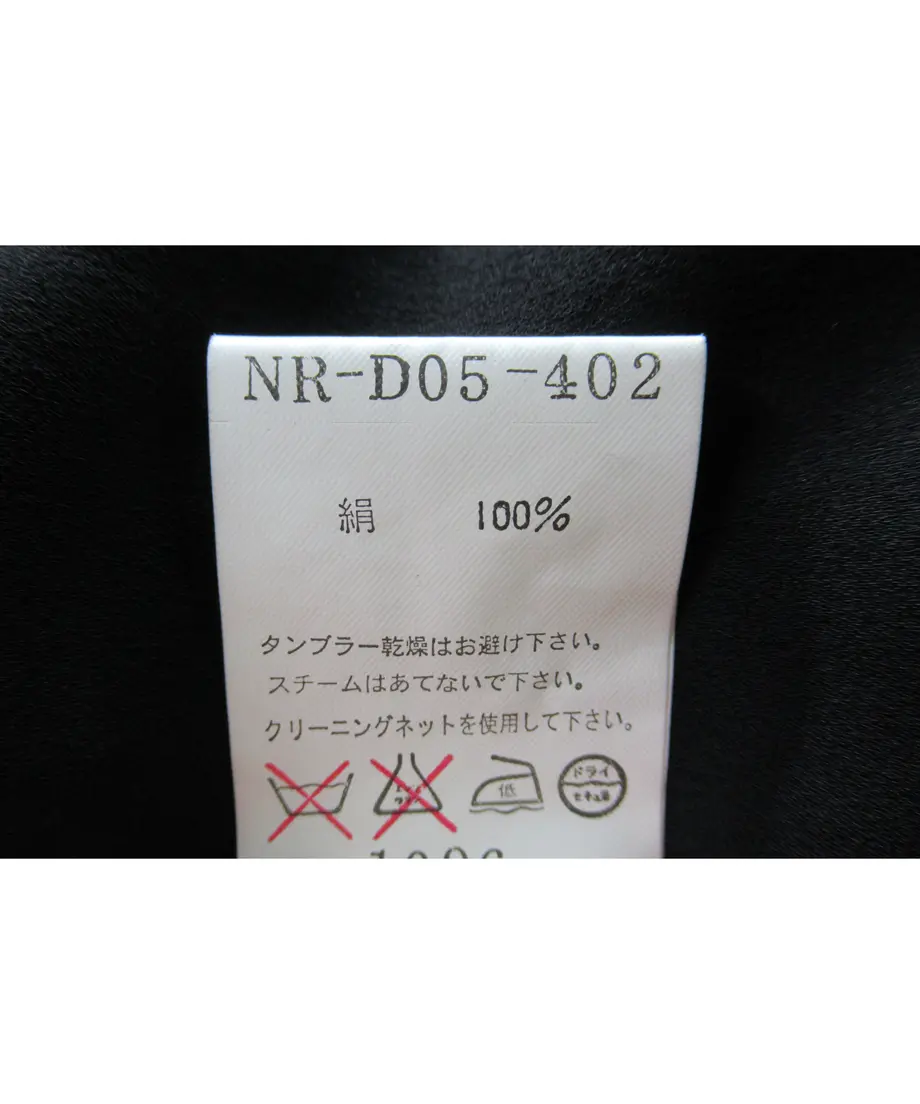 NR-D05-402
絹 100%
タンブラー乾燥はお避け下さい。
スチームはあてないで下さい。
クリーニングネットを使用して下さい。
低 ドライ